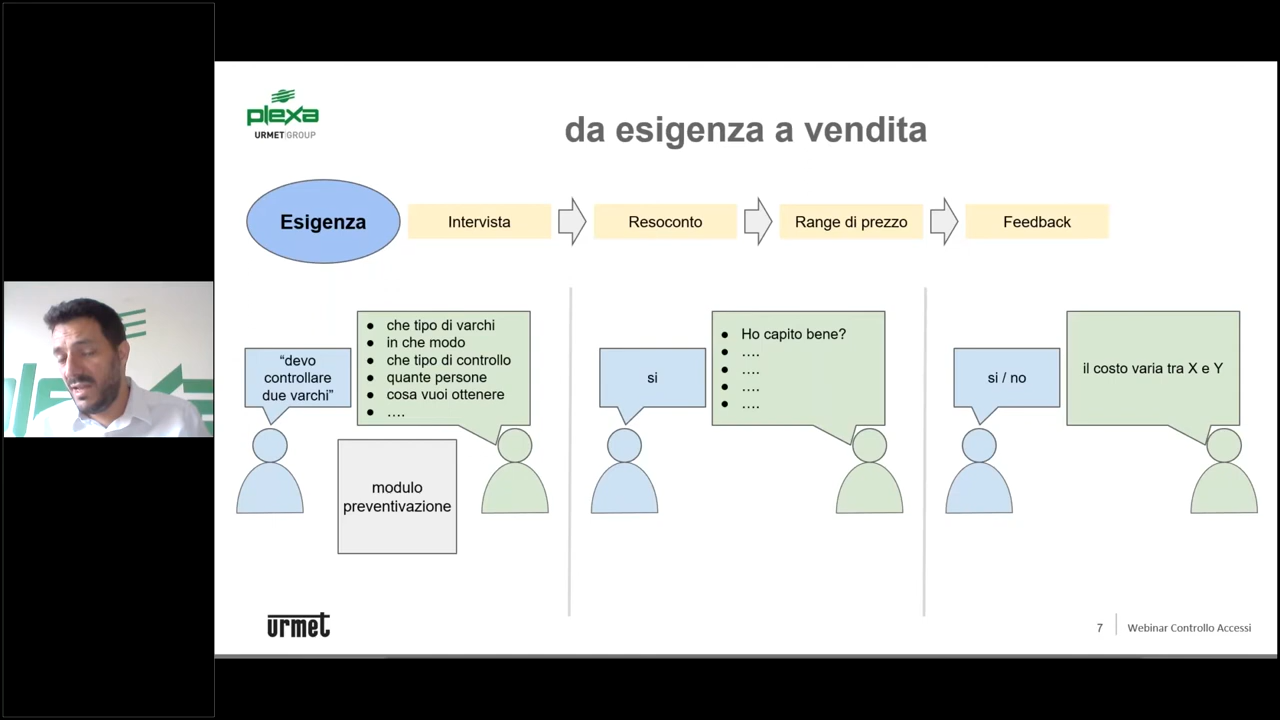 plexa
URMET GROUP
da esigenza a vendita
Esigenza
Intervista
Resoconto
Range di prezzo
Feedback
“devo
controllare
due varchi”
● che tipo di varchi
● in che modo
● che tipo di controllo
● quante persone
● cosa vuoi ottenere
● ....
modulo
preventivazione
si
● Ho capito bene?
● ....
● ....
● ....
● ....
si / no
il costo varia tra X e Y
urmet
7
Webinar Controllo Accessi